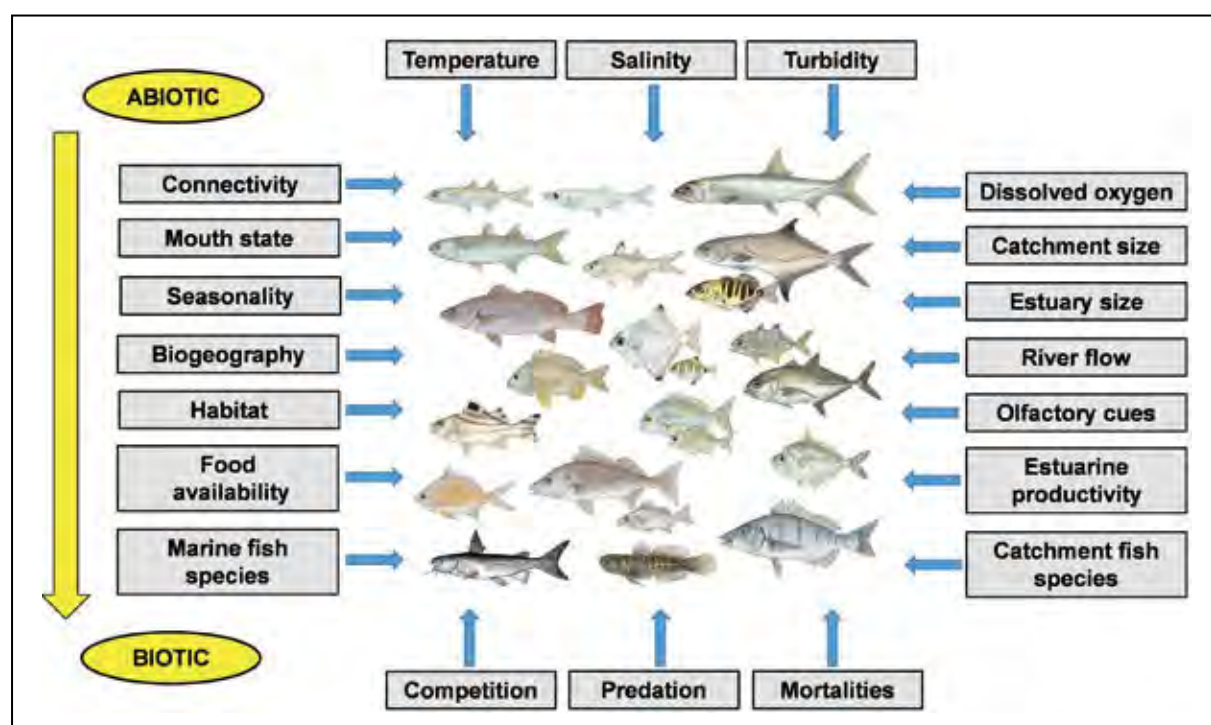 Temperature
Salinity
Turbidity
ABIOTIC
Connectivity
Dissolved oxygen
Mouth state
Catchment size
Seasonality
Estuary size
Biogeography
River flow
Habitat
Olfactory cues
Food
availability
Estuarine
productivity
Marine fish
species
Catchment fish
species
BIOTIC
Competition
Predation
Mortalities